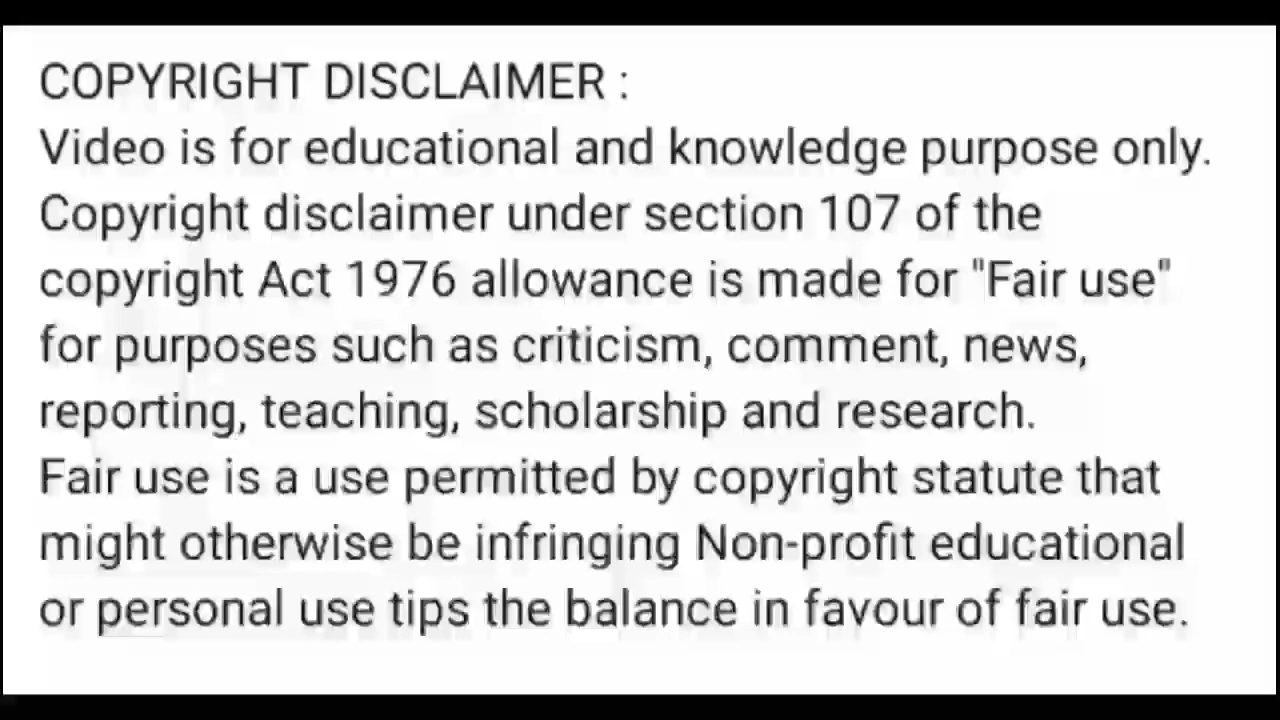 COPYRIGHT DISCLAIMER :
Video is for educational and knowledge purpose only.
Copyright disclaimer under section 107 of the
copyright Act 1976 allowance is made for "Fair use"
for purposes such as criticism, comment, news,
reporting, teaching, scholarship and research.
Fair use is a use permitted by copyright statute that
might otherwise be infringing Non-profit educational
or personal use tips the balance in favour of fair use.